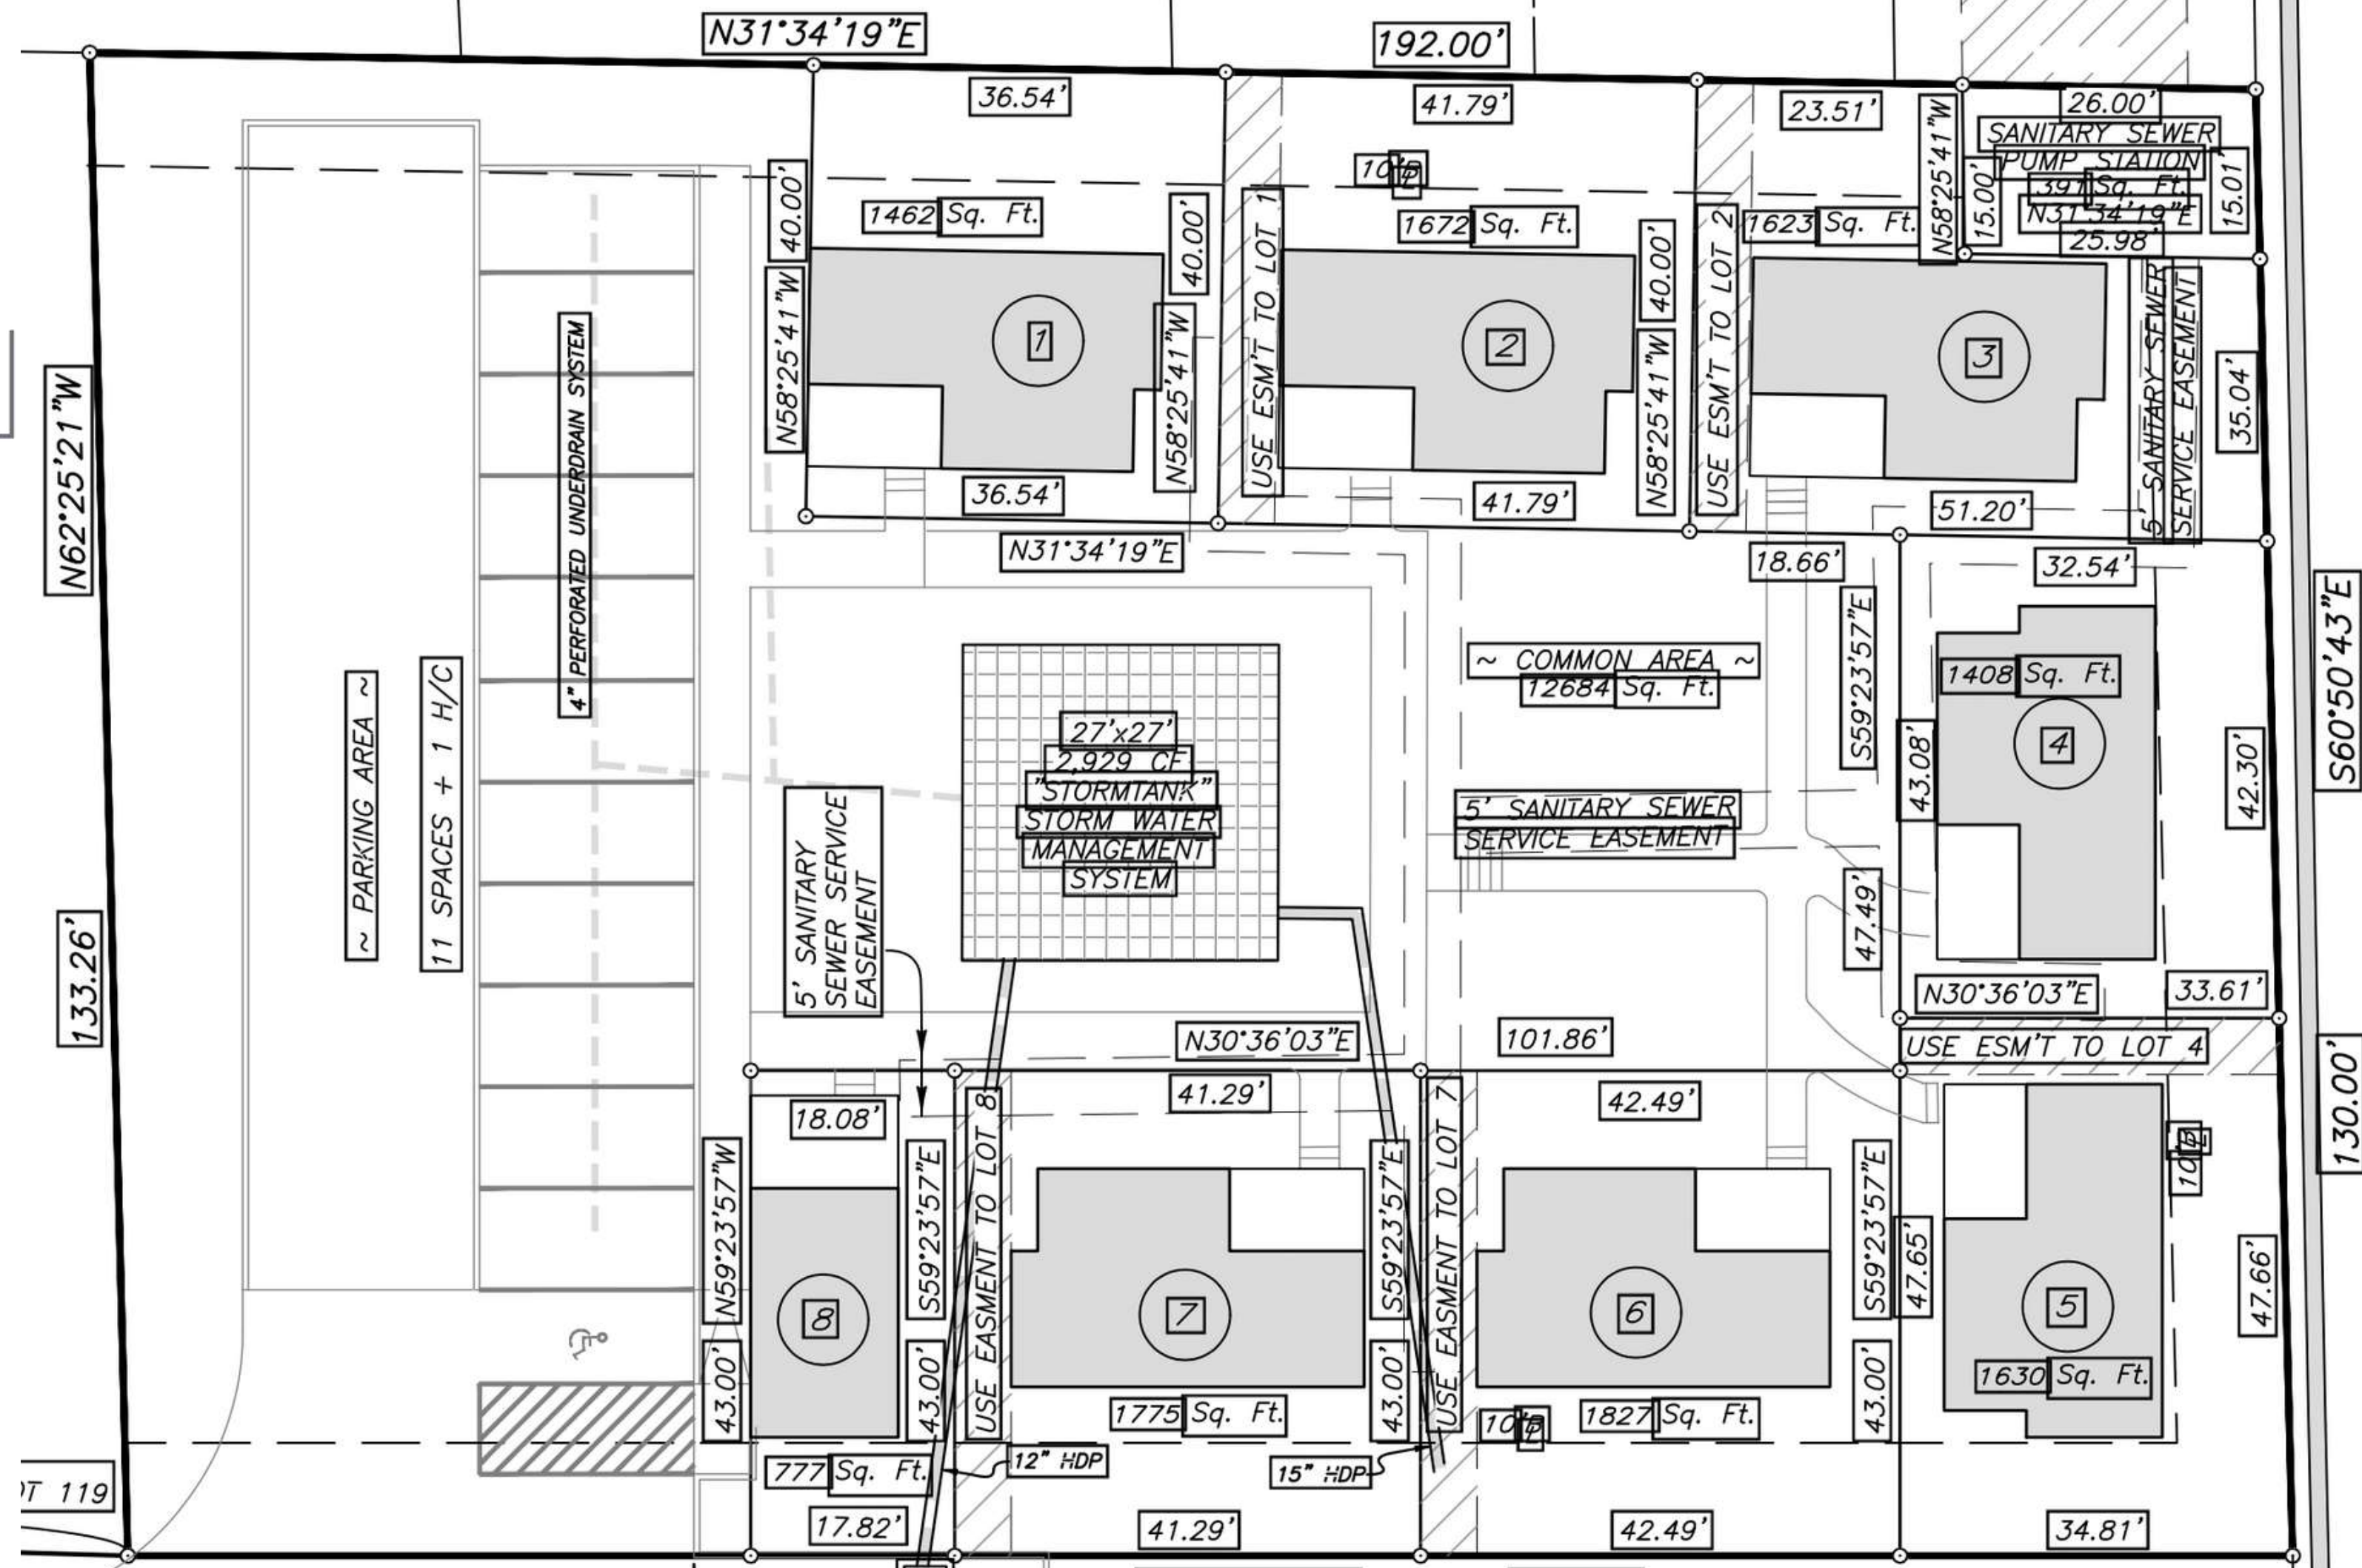 N31°34'19"E
192.00'
36.54'
41.79'
23.51'
26.00'
SANITARY SEWER
PUMP STATION
391 Sq. Ft.
N31°34'19"E
25.98'
15.00'
15.01'
N58°25'41"W
40.00'
N58°25'41"W
1462 Sq. Ft.
1
36.54'
40.00'
N58°25'41"W
USE ESM'T TO LOT 1
10'
1672 Sq. Ft.
2
41.79'
40.00'
N58°25'41"W
USE ESM'T TO LOT 2
1623 Sq. Ft.
3
51.20'
5' SANITARY SEWER
SERVICE EASEMENT
35.04'
N62°25'21"W
133.26'
~ PARKING AREA ~
11 SPACES + 1 H/C
4" PERFORATED UNDERDRAIN SYSTEM
N31°34'19"E
18.66'
32.54'
S59°23'57"E
S60°50'43"E
130.00'
~ COMMON AREA ~
12684 Sq. Ft.
27'x27'
2,929 CF
"STORMTANK"
STORM WATER
MANAGEMENT
SYSTEM
5' SANITARY SEWER
SERVICE EASEMENT
5' SANITARY
SEWER SERVICE
EASEMENT
1408 Sq. Ft.
4
43.08'
42.30'
47.49'
N30°36'03"E
33.61'
USE ESM'T TO LOT 4
N30°36'03"E
101.86'
18.08'
41.29'
42.49'
N59°23'57"W
43.00'
8
777 Sq. Ft.
17.82'
S59°23'57"E
43.00'
USE EASMENT TO LOT 8
12" HDP
7
1775 Sq. Ft.
41.29'
S59°23'57"E
43.00'
USE EASMENT TO LOT 7
15" HDP
10'
6
1827 Sq. Ft.
42.49'
S59°23'57"E
43.00'
47.65'
5
1630 Sq. Ft.
34.81'
10'
47.66'
119